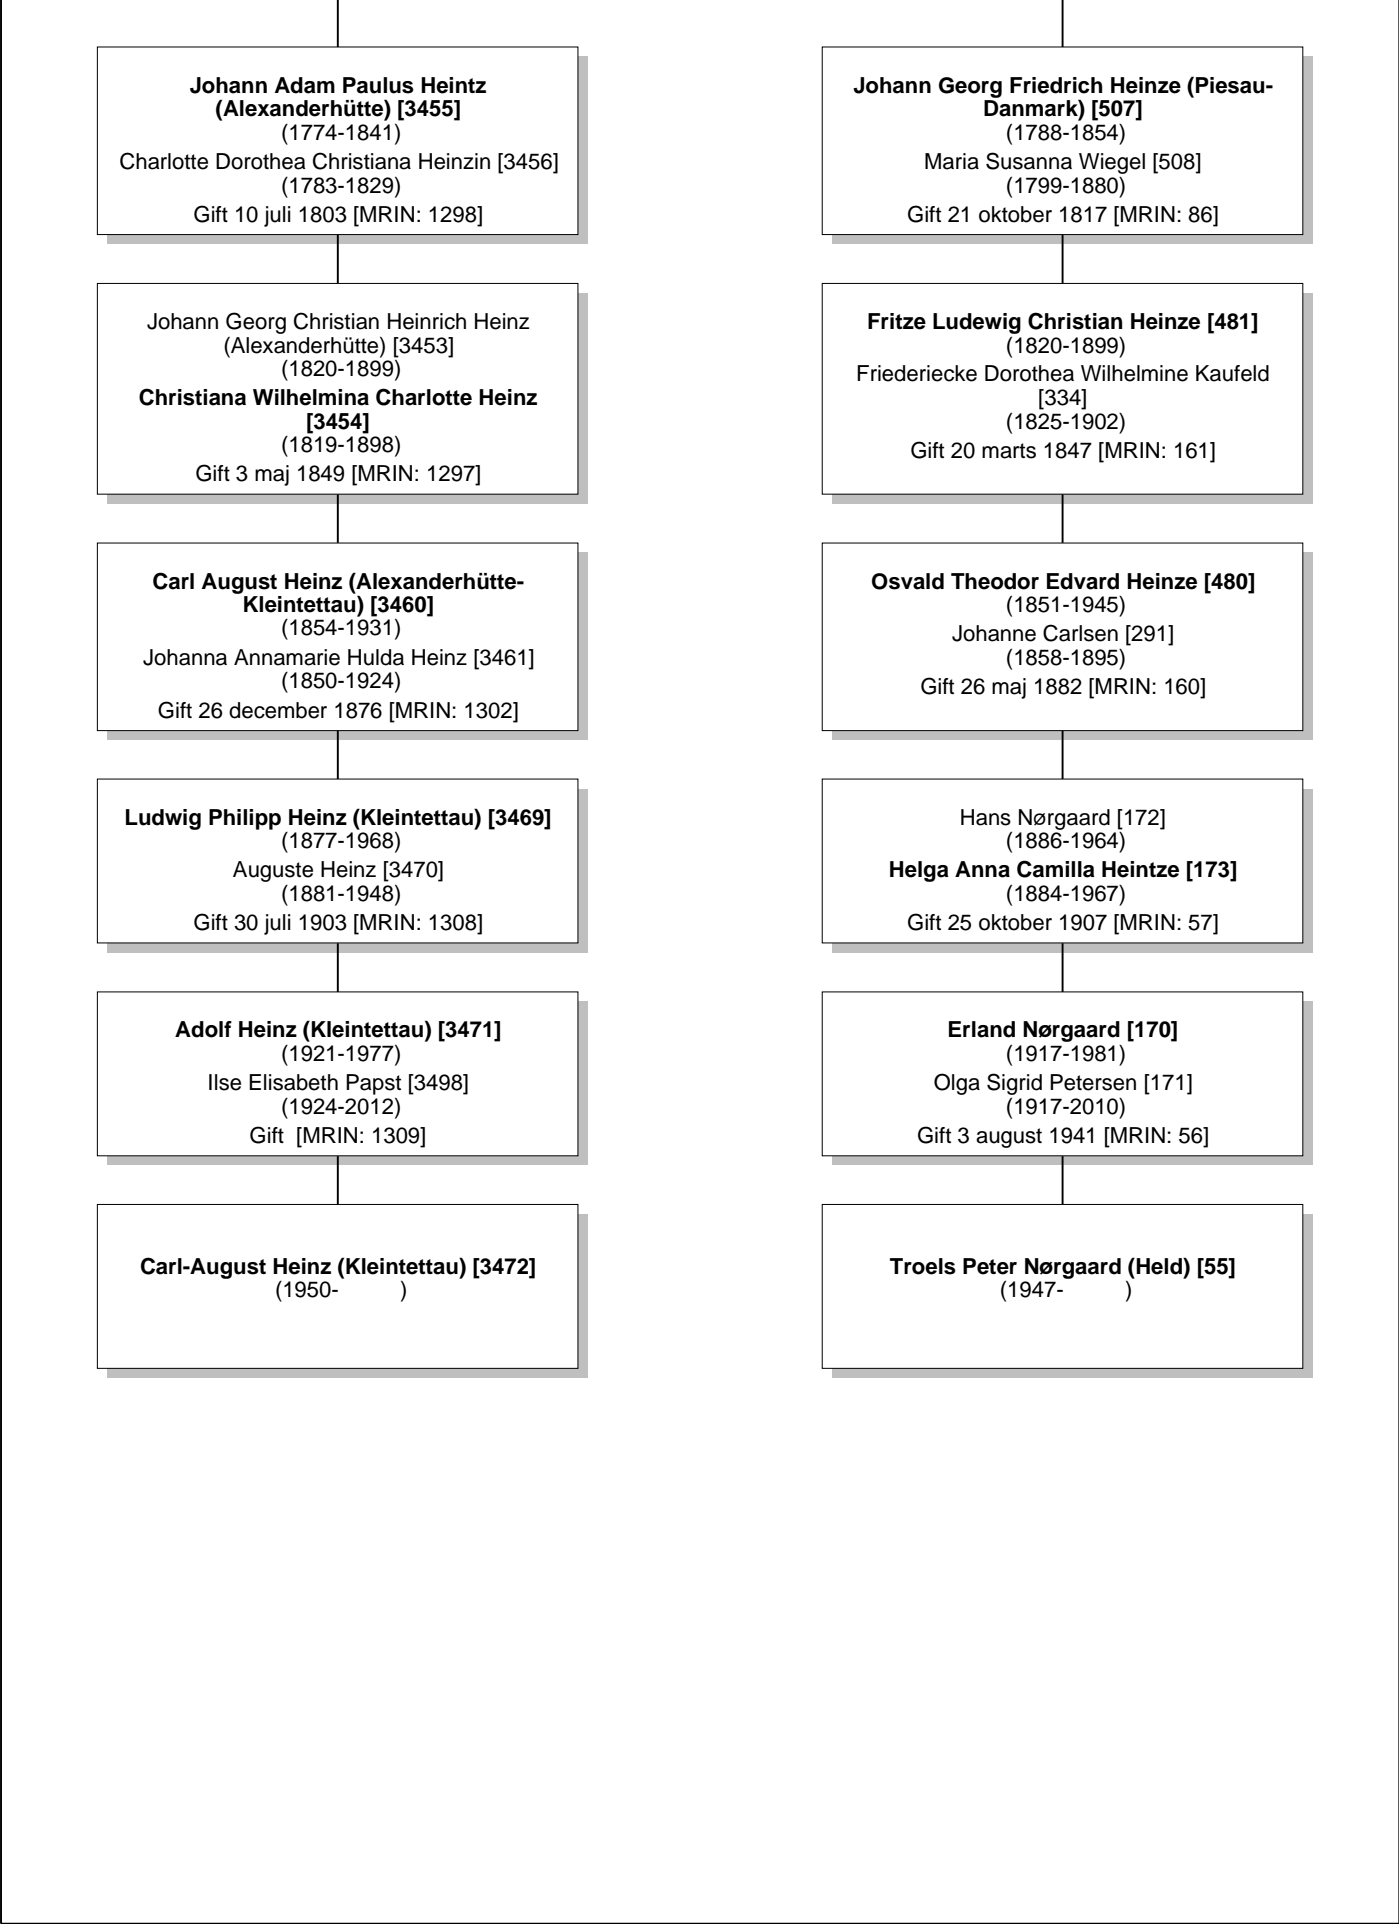 Johann Adam Paulus Heintz
(Alexanderhütte) [3455]
(1774-1841)
Charlotte Dorothea Christiana Heinzin [3456]
(1783-1829)
Gift 10 juli 1803 [MRIN: 1298]
Johann Georg Christian Heinrich Heinz
(Alexanderhütte) [3453]
(1820-1899)
Christiana Wilhelmina Charlotte Heinz
[3454]
(1819-1898)
Gift 3 maj 1849 [MRIN: 1297]
Carl August Heinz (Alexanderhütte-
Kleintettau) [3460]
(1854-1931)
Johanna Annamarie Hulda Heinz [3461]
(1850-1924)
Gift 26 december 1876 [MRIN: 1302]
Ludwig Philipp Heinz (Kleintettau) [3469]
(1877-1968)
Auguste Heinz [3470]
(1881-1948)
Gift 30 juli 1903 [MRIN: 1308]
Adolf Heinz (Kleintettau) [3471]
(1921-1977)
Ilse Elisabeth Papst [3498]
(1924-2012)
Gift  [MRIN: 1309]
Carl-August Heinz (Kleintettau) [3472]
(1950-          )
Johann Georg Friedrich Heinze (Piesau-
Danmark) [507]
(1788-1854)
Maria Susanna Wiegel [508]
(1799-1880)
Gift 21 oktober 1817 [MRIN: 86]
Fritze Ludewig Christian Heinze [481]
(1820-1899)
Friederiecke Dorothea Wilhelmine Kaufeld
[334]
(1825-1902)
Gift 20 marts 1847 [MRIN: 161]
Osvald Theodor Edvard Heinze [480]
(1851-1945)
Johanne Carlsen [291]
(1858-1895)
Gift 26 maj 1882 [MRIN: 160]
Hans Nørgaard [172]
(1886-1964)
Helga Anna Camilla Heintze [173]
(1884-1967)
Gift 25 oktober 1907 [MRIN: 57]
Erland Nørgaard [170]
(1917-1981)
Olga Sigrid Petersen [171]
(1917-2010)
Gift 3 august 1941 [MRIN: 56]
Troels Peter Nørgaard (Held) [55]
(1947-          )